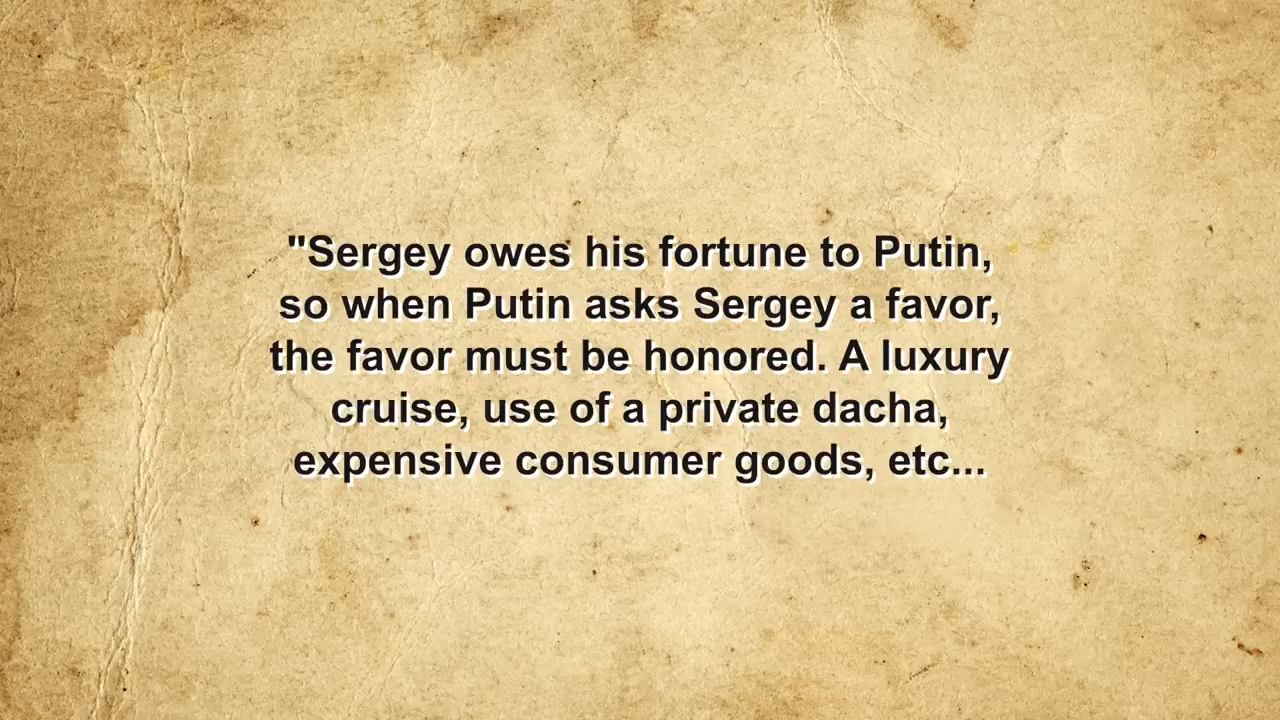 "Sergey owes his fortune to Putin,
so when Putin asks Sergey a favor,
the favor must be honored. A luxury
cruise, use of a private dacha,
expensive consumer goods, etc...